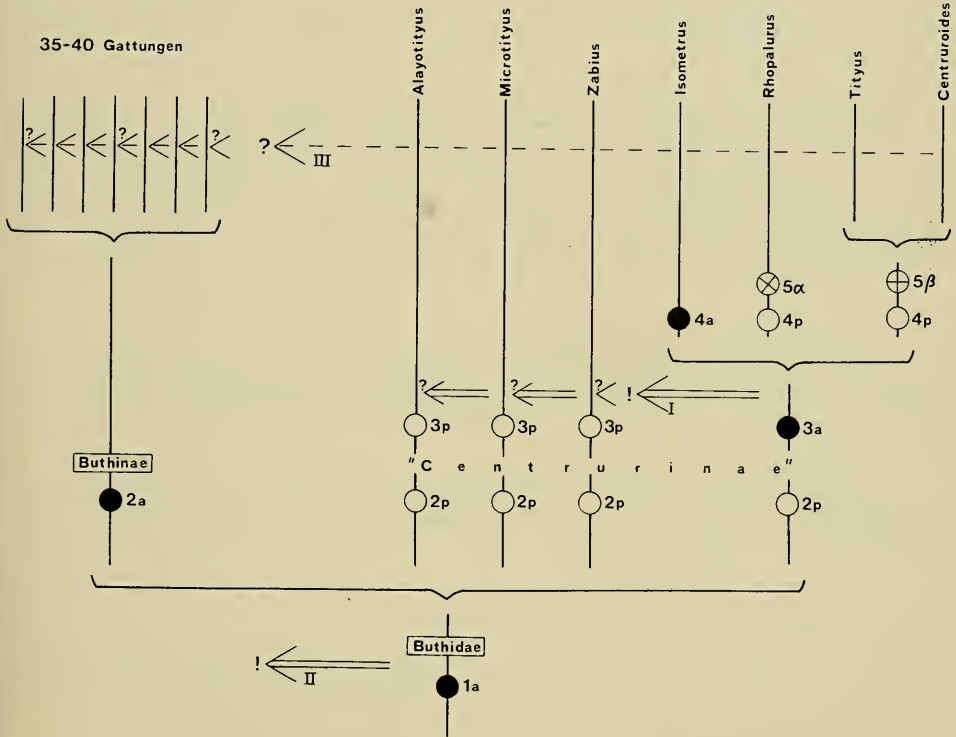 35-40 Gattungen
Alayotityus
Microtityus
Zabius
Isometrus
Rhopalurus
Tityus
Centruroides
? ? ? ? III
5α 5β
4a 4p 4p
? ? ? ! I
3p 3p 3p 3a
Buthinae
"Centrurinae"
2a 2p 2p 2p 2p
Buthidae
! II
1a